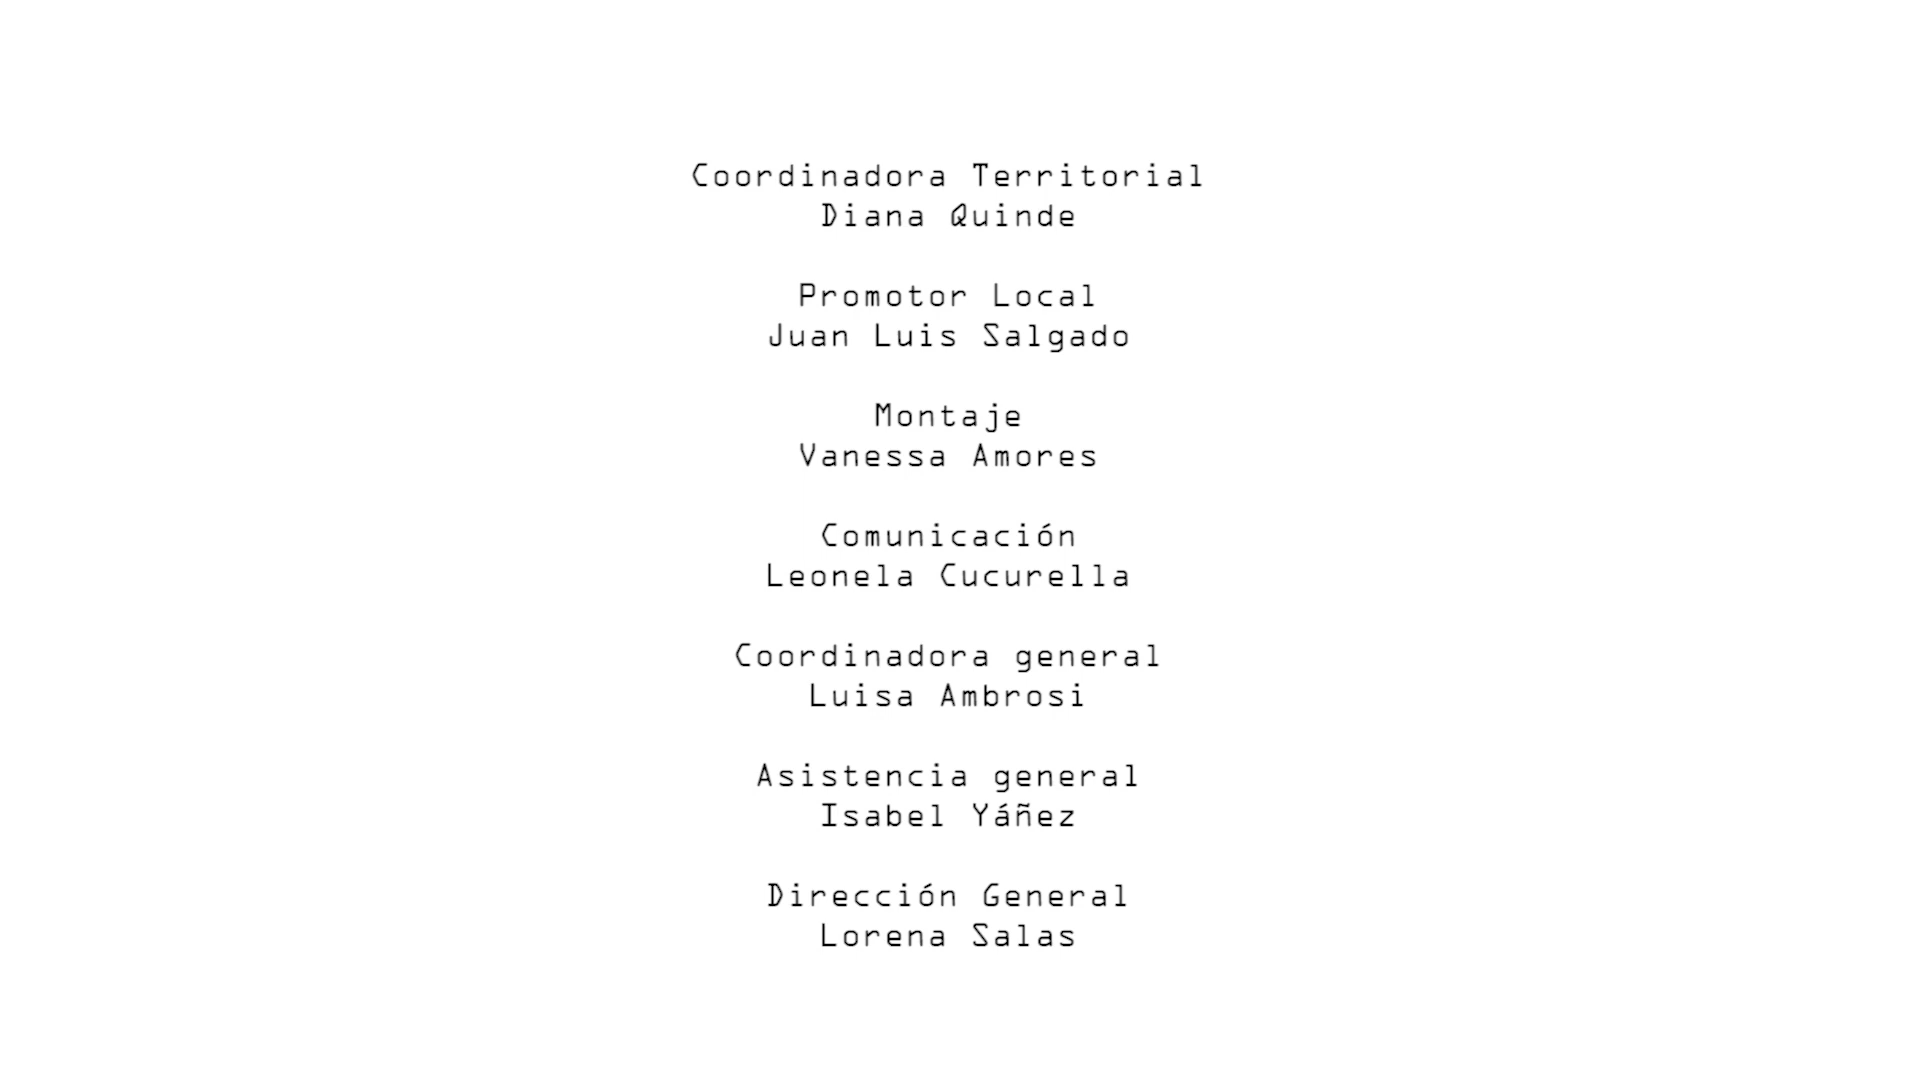 Coordinadora Territorial
Diana Quinde
Promotor Local
Juan Luis Salgado
Montaje
Vanessa Amores
Comunicación
Leonela Cucurella
Coordinadora general
Luisa Ambrosi
Asistencia general
Isabel Yáñez
Dirección General
Lorena Salas